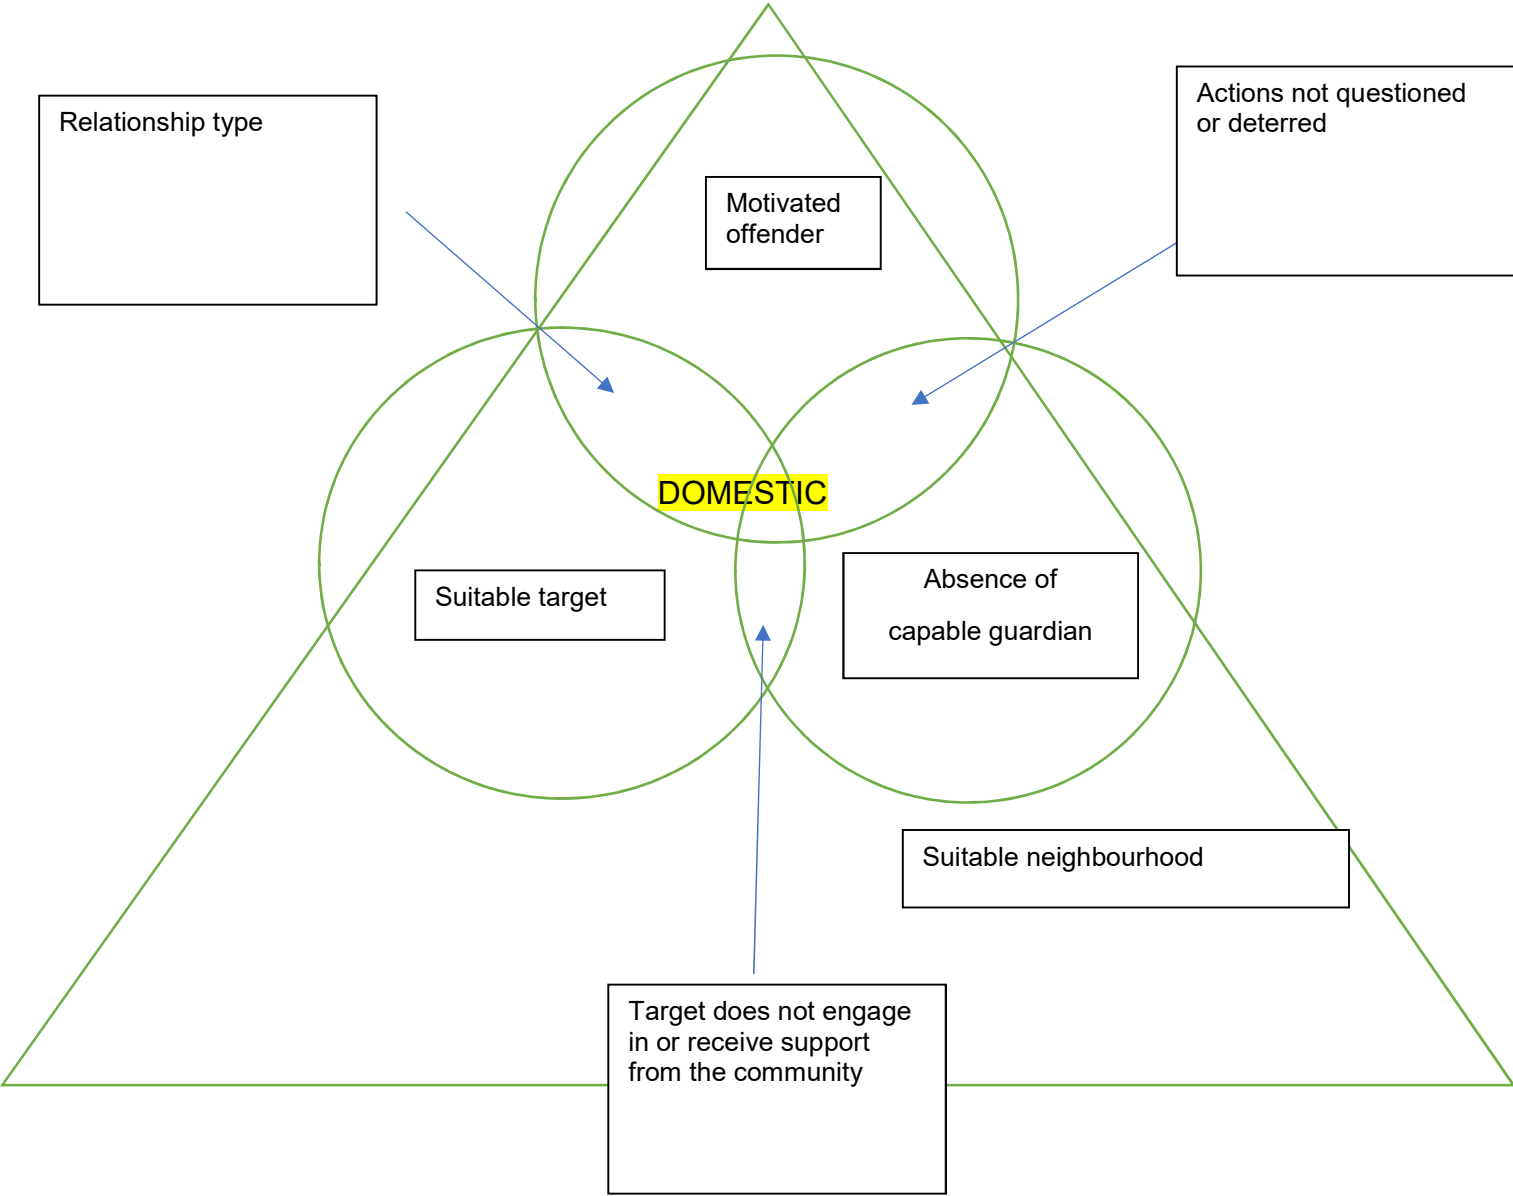 Relationship type
Actions not questioned
or deterred
Motivated
offender
DOMESTIC
Suitable target
Absence of
capable guardian
Suitable neighbourhood
Target does not engage
in or receive support
from the community